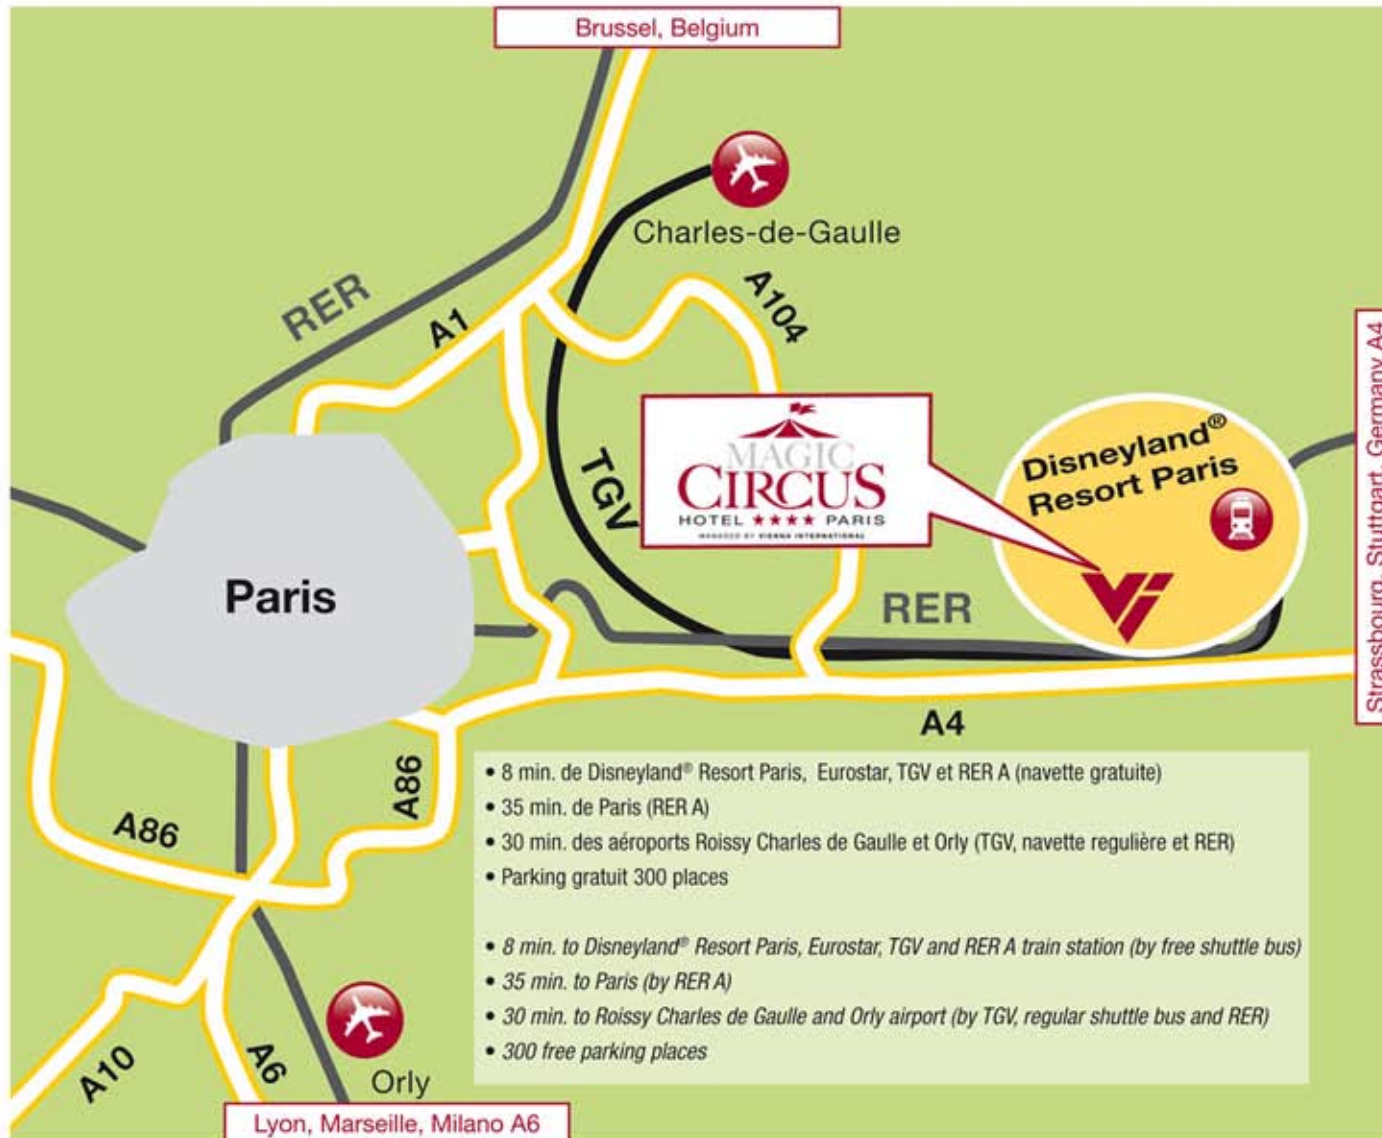 Brussel, Belgium
Charles-de-Gaulle
RER
A1
A104
Strassbourg, Stuttgart, Germany A4
MAGIC
CIRCUS
HOTEL ★★★★ PARIS
MANAGED BY VIENNA INTERNATIONAL
Disneyland®
Resort Paris
TGV
Paris
RER
A4
A86
A86
• 8 min. de Disneyland® Resort Paris, Eurostar, TGV et RER A (navette gratuite)
• 35 min. de Paris (RER A)
• 30 min. des aéroports Roissy Charles de Gaulle et Orly (TGV, navette regulière et RER)
• Parking gratuit 300 places
• 8 min. to Disneyland® Resort Paris, Eurostar, TGV and RER A train station (by free shuttle bus)
• 35 min. to Paris (by RER A)
• 30 min. to Roissy Charles de Gaulle and Orly airport (by TGV, regular shuttle bus and RER)
• 300 free parking places
A10
A6
Orly
Lyon, Marseille, Milano A6